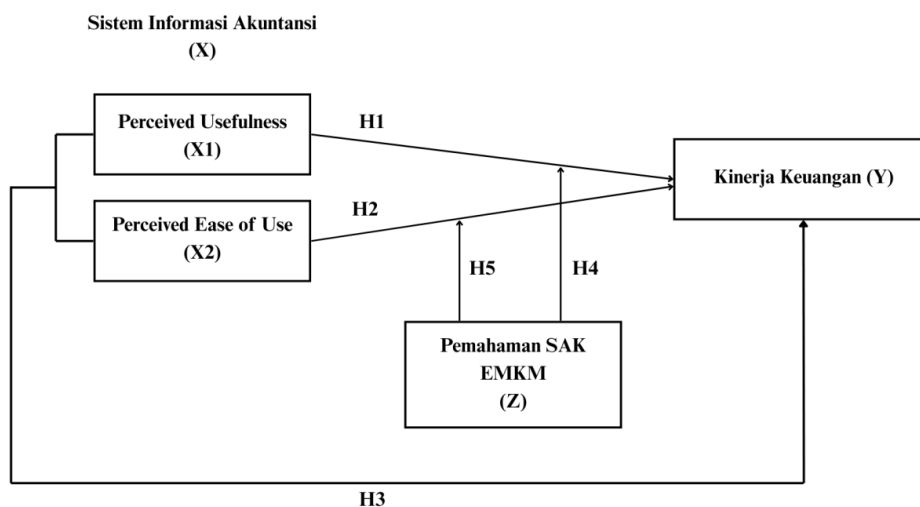 Sistem Informasi Akuntansi
(X)
Perceived Usefulness
(X1)
H1
Kinerja Keuangan (Y)
Perceived Ease of Use
(X2)
H2
H5
H4
Pemahaman SAK
EMKM
(Z)
H3